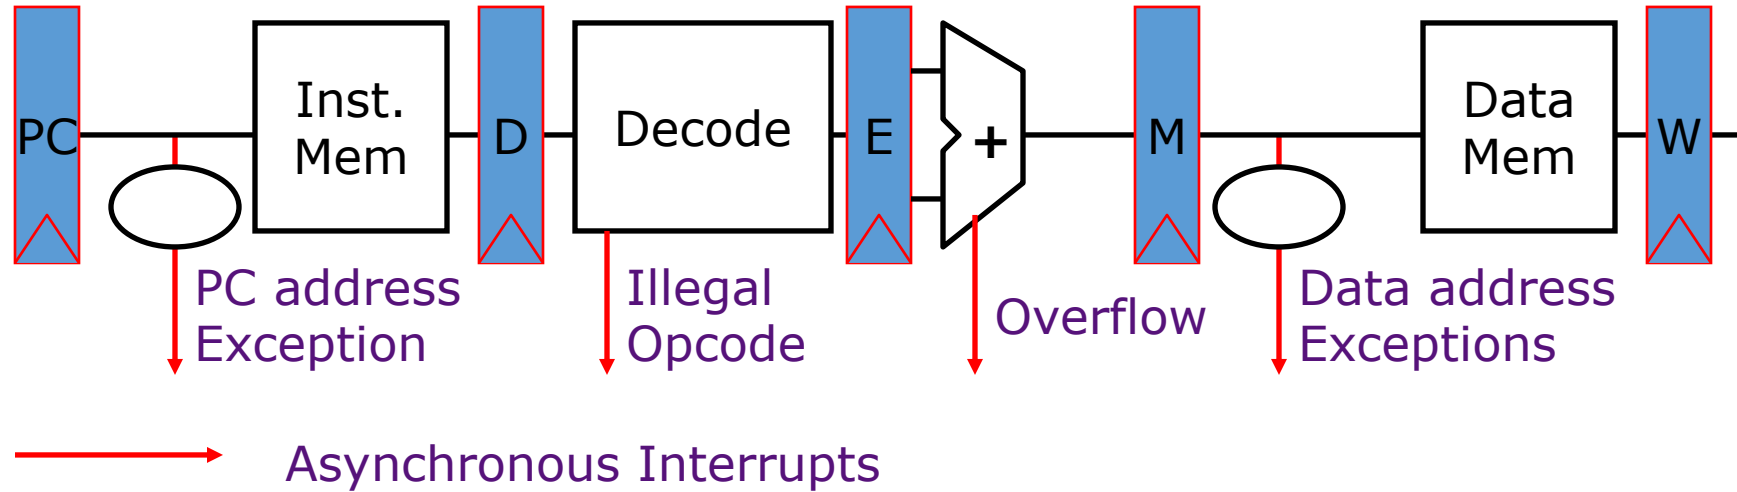 PC
Inst.
Mem
D
Decode
E
+
M
Data
Mem
W
PC address
Exception
Illegal
Opcode
Overflow
Data address
Exceptions
Asynchronous Interrupts